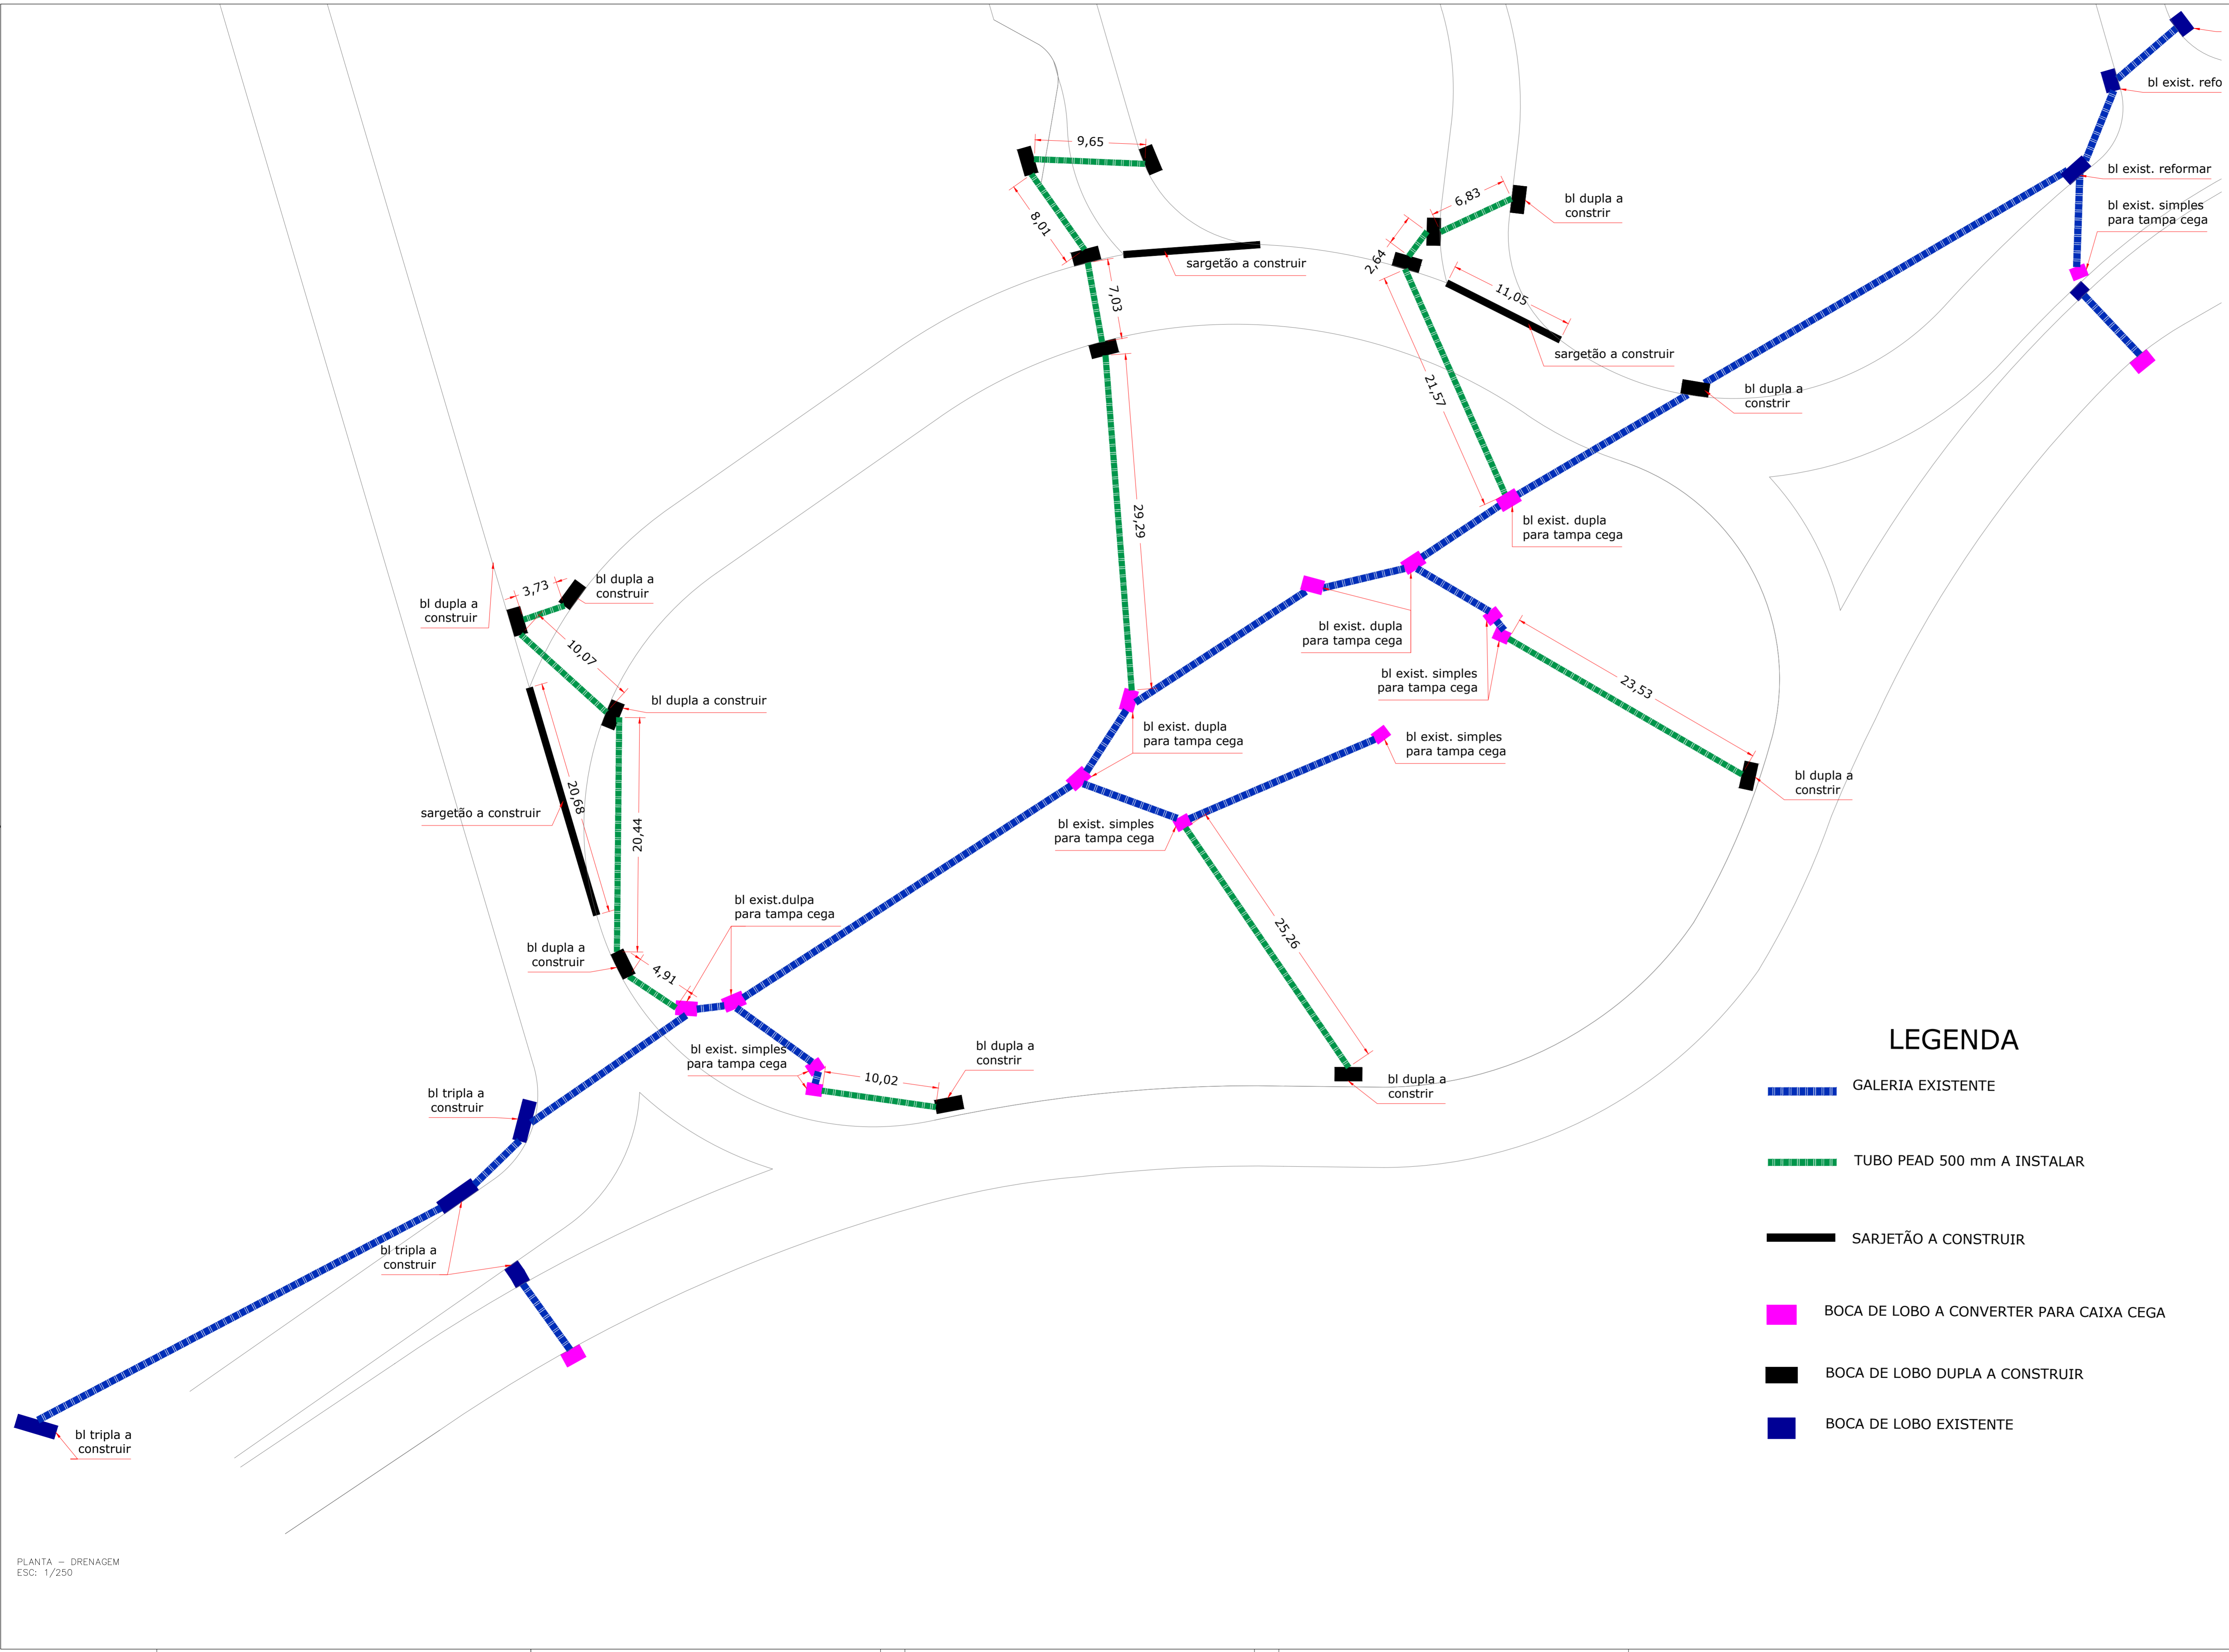 bl exist. refo
9,65
bl exist. reformar
6,83
bl dupla a
constrir
bl exist. simples
para tampa cega
8,01
2,64
sargetão a construir
7,03
11,05
sargetão a construir
21,57
bl dupla a
constrir
29,29
bl exist. dupla
para tampa cega
3,73
bl dupla a
construir
bl dupla a
construir
10,07
bl exist. dupla
para tampa cega
bl exist. simples
para tampa cega
23,53
bl dupla a construir
bl exist. dupla
para tampa cega
bl exist. simples
para tampa cega
bl dupla a
constrir
20,68
sargetão a construir
20,44
bl exist. simples
para tampa cega
bl exist.dulpa
para tampa cega
25,26
bl dupla a
construir
4,91
bl exist. simples
para tampa cega
bl dupla a
constrir
10,02
bl dupla a
constrir
bl tripla a
construir
bl tripla a
construir
bl tripla a
construir
LEGENDA
GALERIA EXISTENTE
TUBO PEAD 500 mm A INSTALAR
SARJETÃO A CONSTRUIR
BOCA DE LOBO A CONVERTER PARA CAIXA CEGA
BOCA DE LOBO DUPLA A CONSTRUIR
BOCA DE LOBO EXISTENTE
PLANTA – DRENAGEM
ESC: 1/250